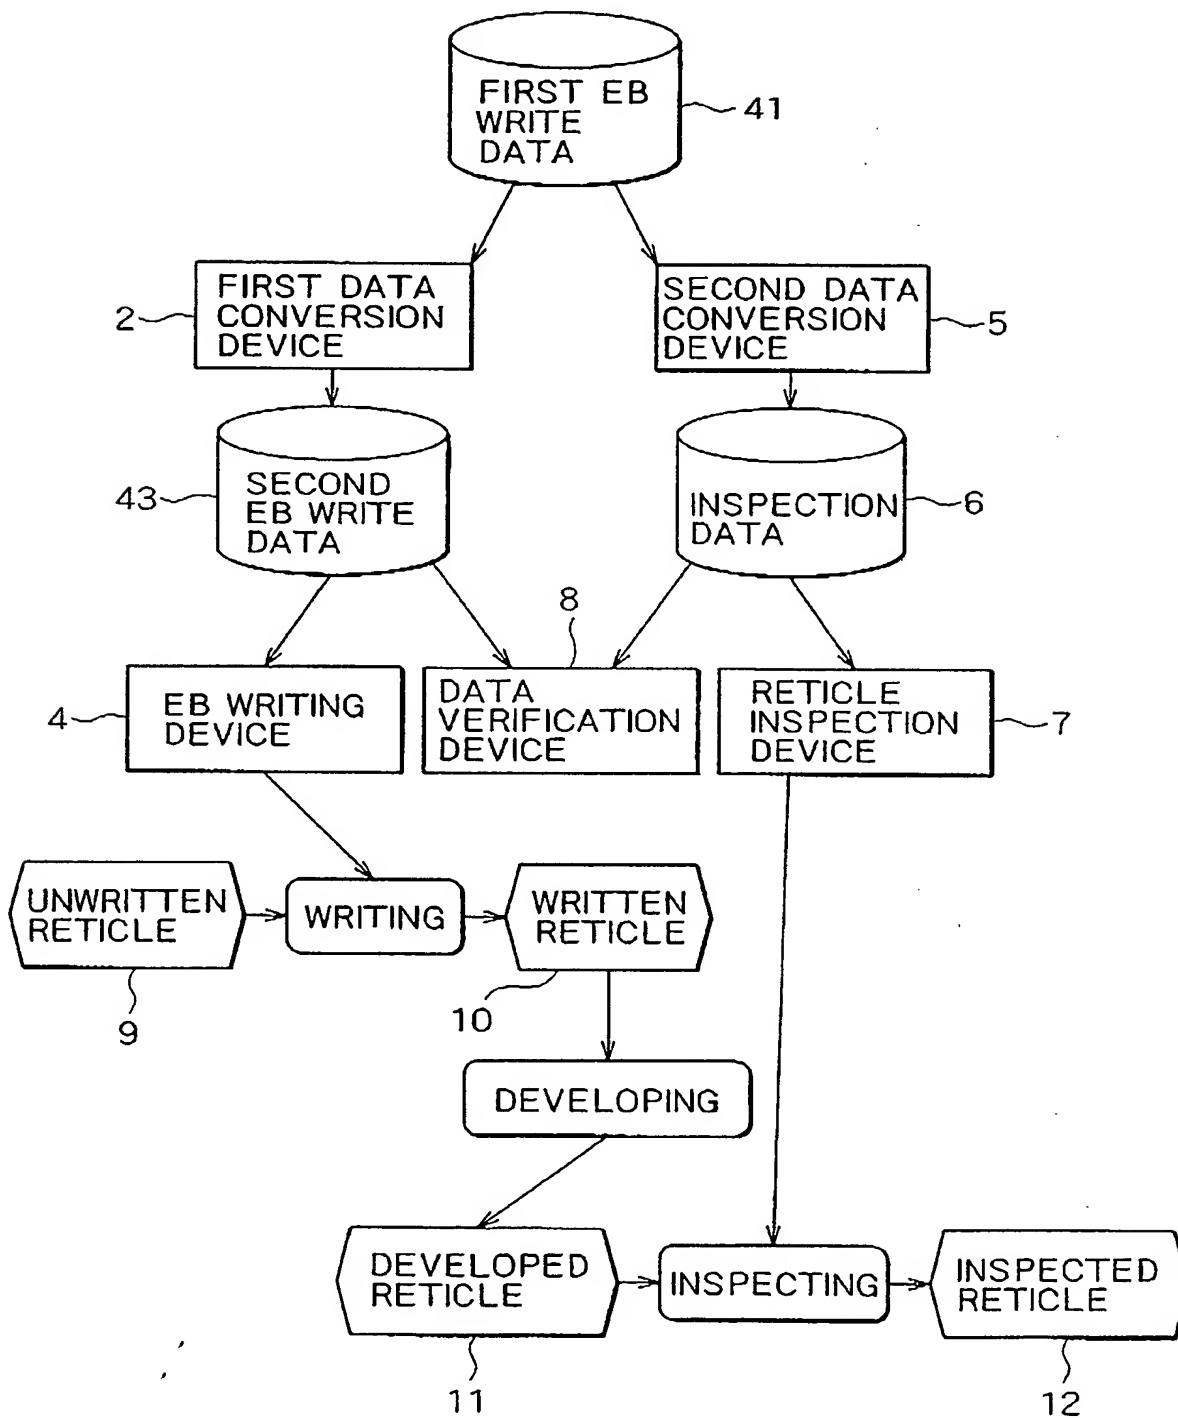 FIRST EB
WRITE
DATA
41
FIRST DATA
CONVERSION
DEVICE
2
SECOND DATA
CONVERSION
DEVICE
5
SECOND
EB WRITE
DATA
43
INSPECTION
DATA
6
8
EB WRITING
DEVICE
4
DATA
VERIFICATION
DEVICE
RETICLE
INSPECTION
DEVICE
7
UNWRITTEN
RETICLE
9
WRITING
WRITTEN
RETICLE
10
DEVELOPING
DEVELOPED
RETICLE
11
INSPECTING
INSPECTED
RETICLE
12